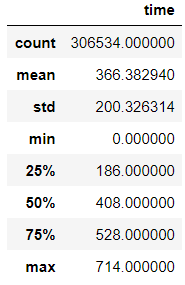 time
count 306534.000000
mean 366.382940
std 200.326314
min 0.000000
25% 186.000000
50% 408.000000
75% 528.000000
max 714.000000